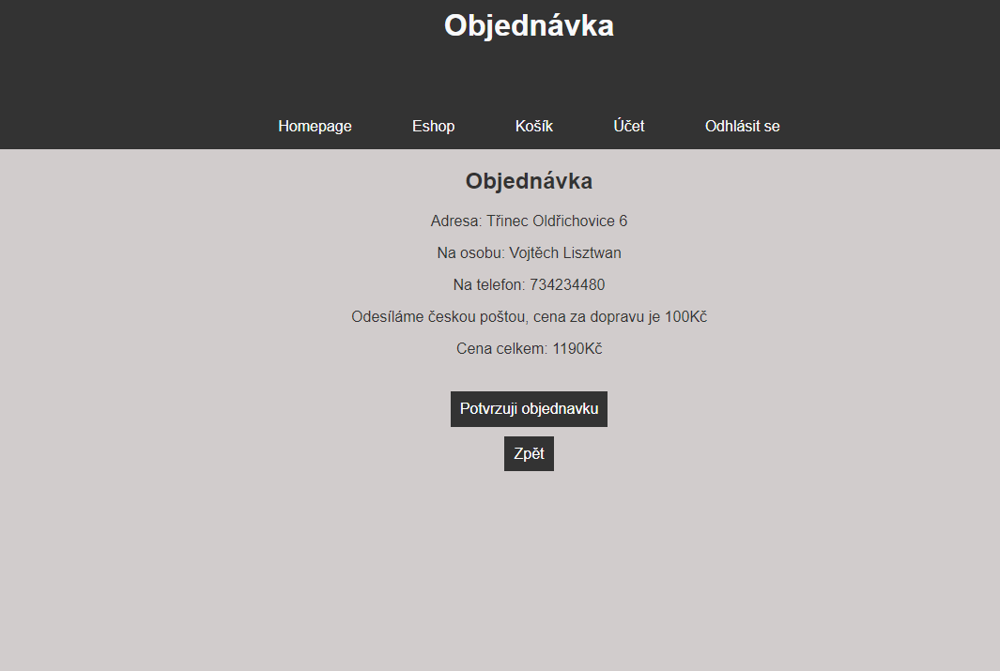 Objednávka
Homepage Eshop Košík Účet Odhlásit se
Objednávka
Adresa: Třinec Oldřichovice 6
Na osobu: Vojtěch Lisztwan
Na telefon: 734234480
Odesíláme českou poštou, cena za dopravu je 100Kč
Cena celkem: 1190Kč
Potvrzuji objednavku
Zpět